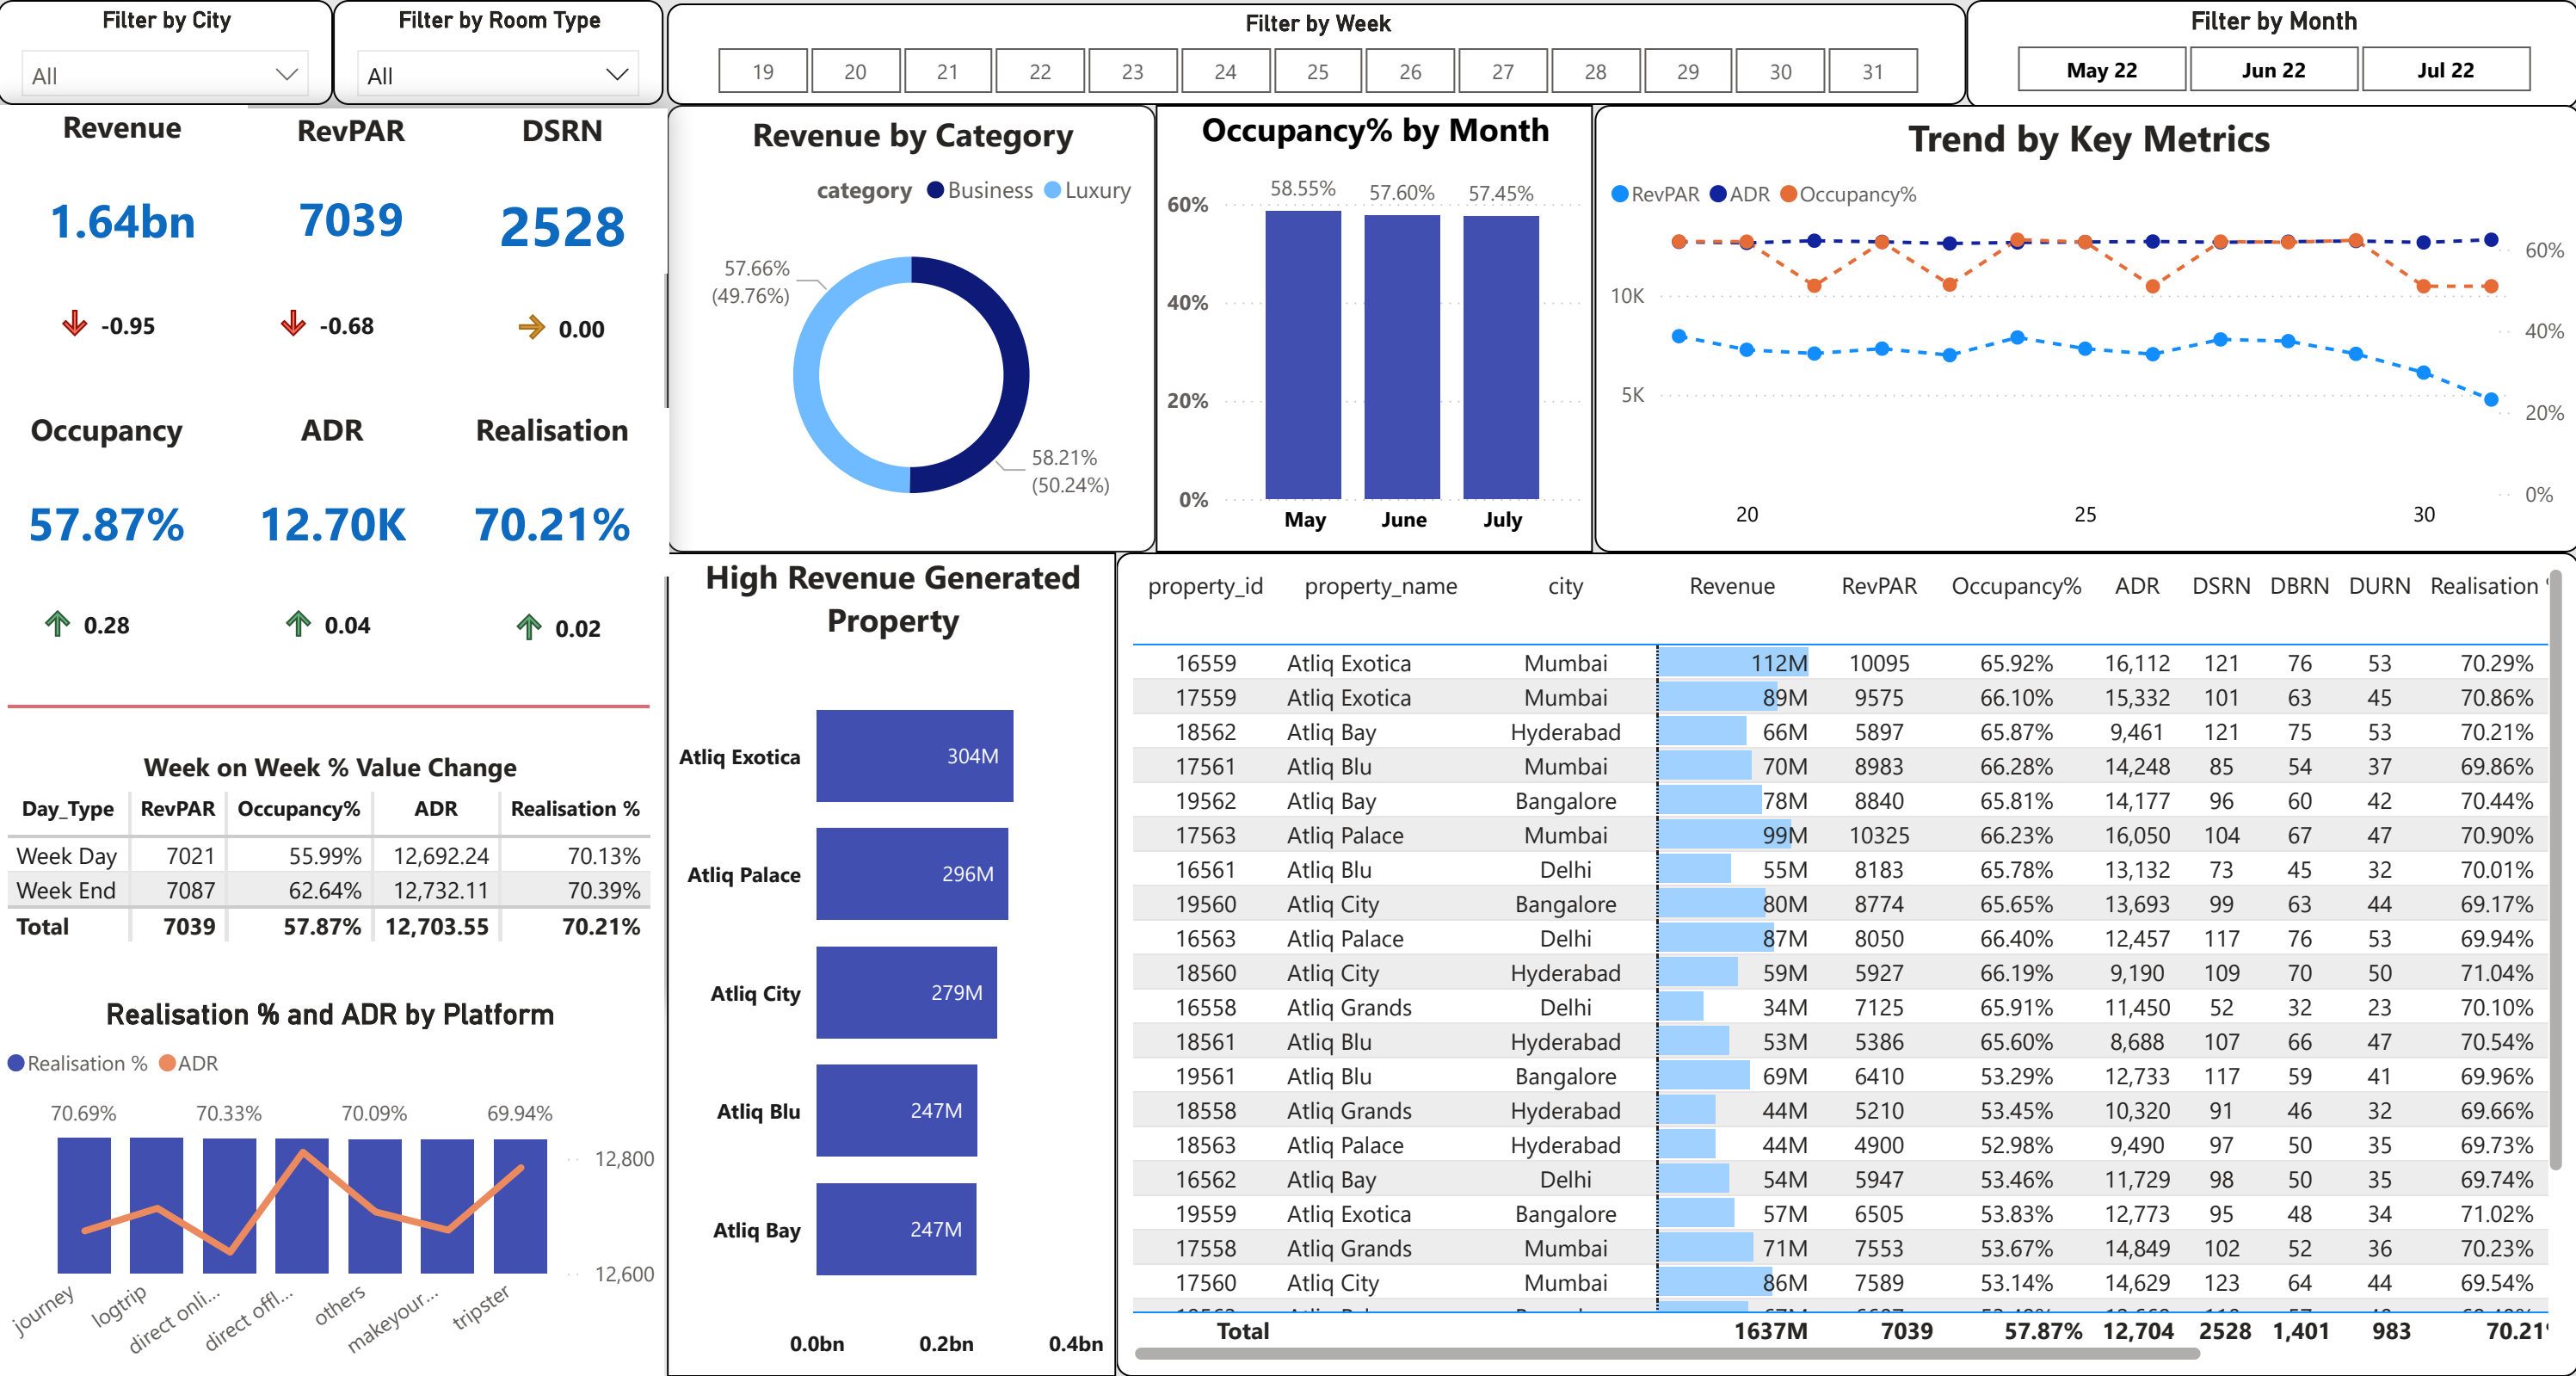 Filter by City
All
Filter by Room Type
All
Filter by Week
19 20 21 22 23 24 25 26 27 28 29 30 31
Filter by Month
May 22 Jun 22 Jul 22
Revenue RevPAR DSRN
1.64bn 7039 2528
-0.95 -0.68 0.00
Occupancy ADR Realisation
57.87% 12.70K 70.21%
0.28 0.04 0.02
Week on Week % Value Change
Day_Type RevPAR Occupancy% ADR Realisation %
Week Day 7021 55.99% 12,692.24 70.13%
Week End 7087 62.64% 12,732.11 70.39%
Total 7039 57.87% 12,703.55 70.21%
Realisation % and ADR by Platform
Realisation % ADR
70.69% 70.33% 70.09% 69.94%
12,800
12,600
journey logtrip direct onli... direct offl... others makeyour... tripster
Revenue by Category
category Business Luxury
57.66%
(49.76%)
58.21%
(50.24%)
Occupancy% by Month
58.55% 57.60% 57.45%
60%
40%
20%
0%
May June July
Trend by Key Metrics
RevPAR ADR Occupancy%
10K
5K
60%
40%
20%
0%
20 25 30
High Revenue Generated
Property
Atliq Exotica 304M
Atliq Palace 296M
Atliq City 279M
Atliq Blu 247M
Atliq Bay 247M
0.0bn 0.2bn 0.4bn
property_id property_name city Revenue RevPAR Occupancy% ADR DSRN DBRN DURN Realisation
16559 Atliq Exotica Mumbai 112M 10095 65.92% 16,112 121 76 53 70.29%
17559 Atliq Exotica Mumbai 89M 9575 66.10% 15,332 101 63 45 70.86%
18562 Atliq Bay Hyderabad 66M 5897 65.87% 9,461 121 75 53 70.21%
17561 Atliq Blu Mumbai 70M 8983 66.28% 14,248 85 54 37 69.86%
19562 Atliq Bay Bangalore 78M 8840 65.81% 14,177 96 60 42 70.44%
17563 Atliq Palace Mumbai 99M 10325 66.23% 16,050 104 67 47 70.90%
16561 Atliq Blu Delhi 55M 8183 65.78% 13,132 73 45 32 70.01%
19560 Atliq City Bangalore 80M 8774 65.65% 13,693 99 63 44 69.17%
16563 Atliq Palace Delhi 87M 8050 66.40% 12,457 117 76 53 69.94%
18560 Atliq City Hyderabad 59M 5927 66.19% 9,190 109 70 50 71.04%
16558 Atliq Grands Delhi 34M 7125 65.91% 11,450 52 32 23 70.10%
18561 Atliq Blu Hyderabad 53M 5386 65.60% 8,688 107 66 47 70.54%
19561 Atliq Blu Bangalore 69M 6410 53.29% 12,733 117 59 41 69.96%
18558 Atliq Grands Hyderabad 44M 5210 53.45% 10,320 91 46 32 69.66%
18563 Atliq Palace Hyderabad 44M 4900 52.98% 9,490 97 50 35 69.73%
16562 Atliq Bay Delhi 54M 5947 53.46% 11,729 98 50 35 69.74%
19559 Atliq Exotica Bangalore 57M 6505 53.83% 12,773 95 48 34 71.02%
17558 Atliq Grands Mumbai 71M 7553 53.67% 14,849 102 52 36 70.23%
17560 Atliq City Mumbai 86M 7589 53.14% 14,629 123 64 44 69.54%
Total 1637M 7039 57.87% 12,704 2528 1,401 983 70.21